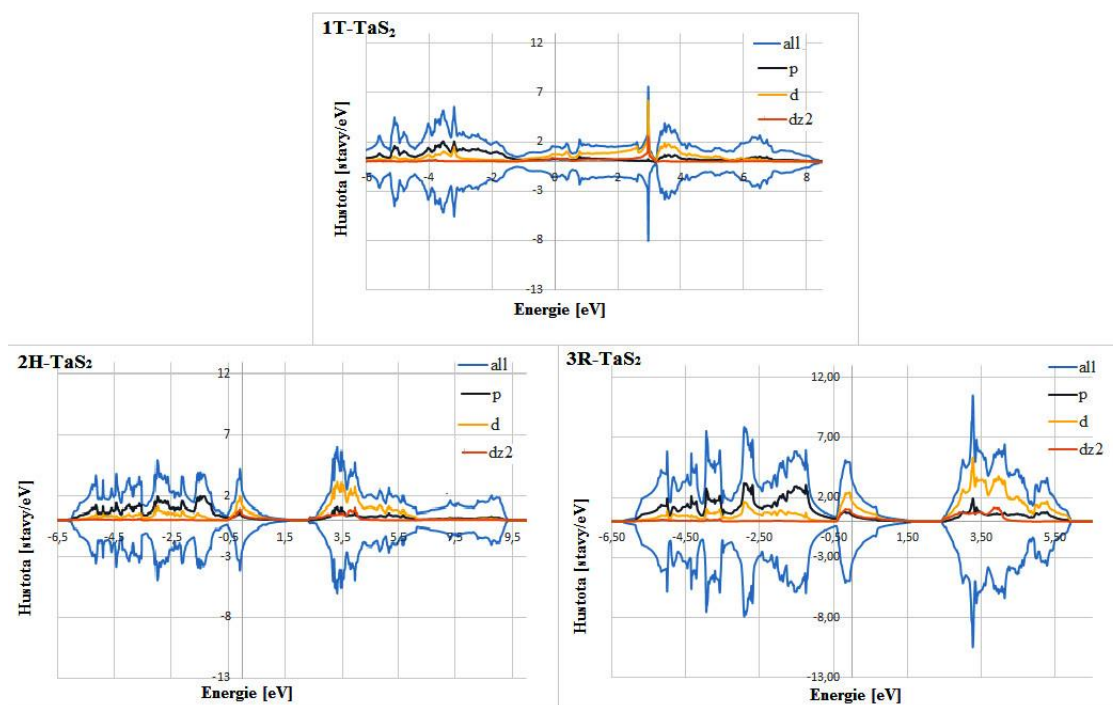 1T-TaS₂
12
7
2
-3
-8
-13
-6 -4 -2 0 2 4 6 8
all
p
d
dz2
Hustota [stavy/eV]
Energie [eV]
2H-TaS₂
12
7
2
-3
-8
-13
-6,5 -4,5 -2,5 -0,5 1,5 3,5 5,5 7,5 9,5
all
p
d
dz2
Hustota [stavy/eV]
Energie [eV]
3R-TaS₂
12,00
7,00
2,00
-3,00
-8,00
-13,00
-6,50 -4,50 -2,50 -0,50 1,50 3,50 5,50
all
p
d
dz2
Hustota [stavy/eV]
Energie [eV]